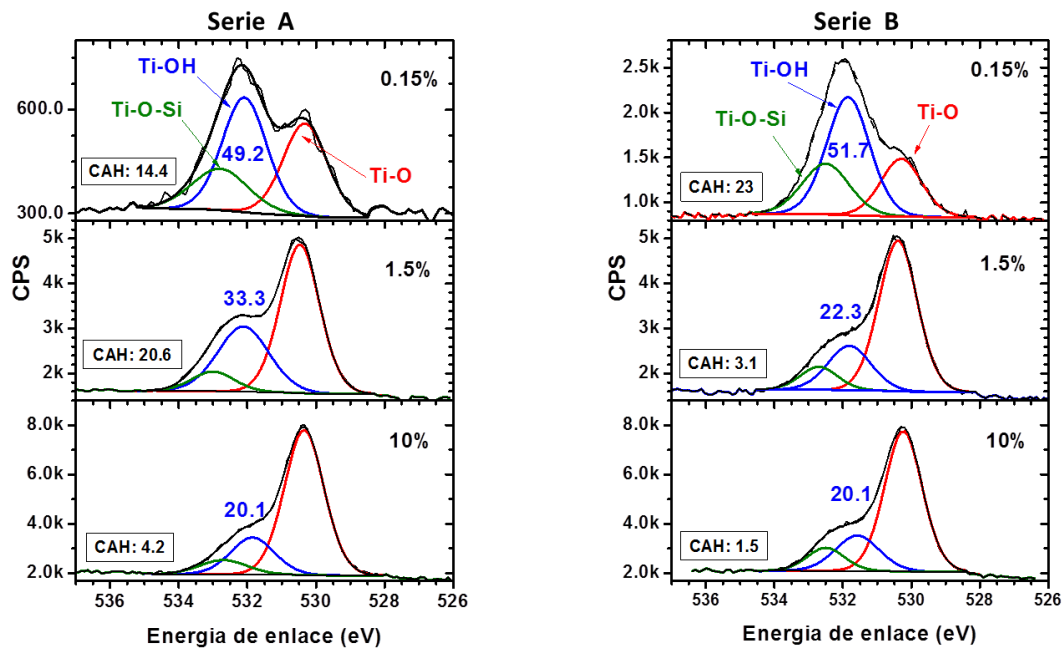 Serie A
0.15%
Ti-OH
Ti-O-Si
49.2
Ti-O
CAH: 14.4
600.0
300.0
1.5%
33.3
CAH: 20.6
5k
4k
3k
2k
CPS
10%
20.1
CAH: 4.2
8.0k
6.0k
4.0k
2.0k
536 534 532 530 528 526
Energia de enlace (eV)
Serie B
0.15%
Ti-OH
Ti-O-Si
51.7
Ti-O
CAH: 23
2.5k
2.0k
1.5k
1.0k
1.5%
22.3
CAH: 3.1
5k
4k
3k
2k
CPS
10%
20.1
CAH: 1.5
8.0k
6.0k
4.0k
2.0k
536 534 532 530 528 526
Energia de enlace (eV)